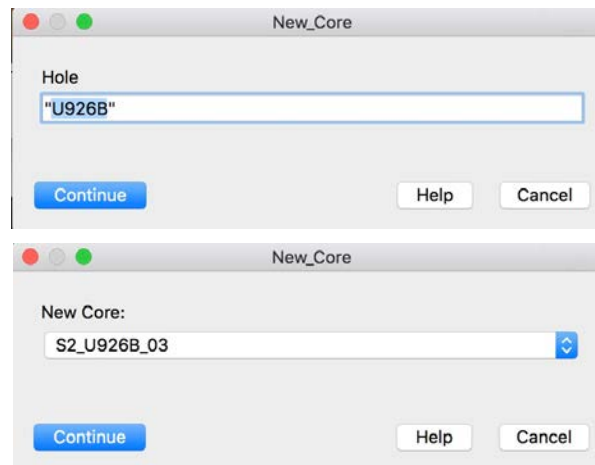 New_Core
Hole
"U926B"
Continue Help Cancel
New_Core
New Core:
S2_U926B_03
Continue Help Cancel